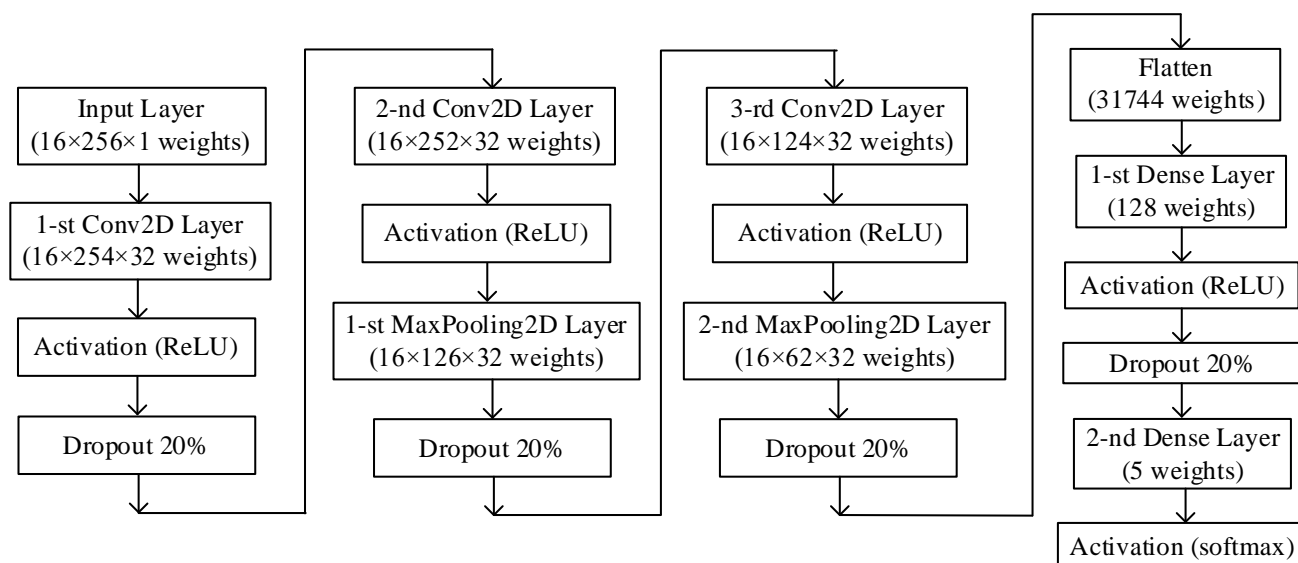 Input Layer
(16×256×1 weights)
1-st Conv2D Layer
(16×254×32 weights)
Activation (ReLU)
Dropout 20%
2-nd Conv2D Layer
(16×252×32 weights)
Activation (ReLU)
1-st MaxPooling2D Layer
(16×126×32 weights)
Dropout 20%
3-rd Conv2D Layer
(16×124×32 weights)
Activation (ReLU)
2-nd MaxPooling2D Layer
(16×62×32 weights)
Dropout 20%
Flatten
(31744 weights)
1-st Dense Layer
(128 weights)
Activation (ReLU)
Dropout 20%
2-nd Dense Layer
(5 weights)
Activation (softmax)